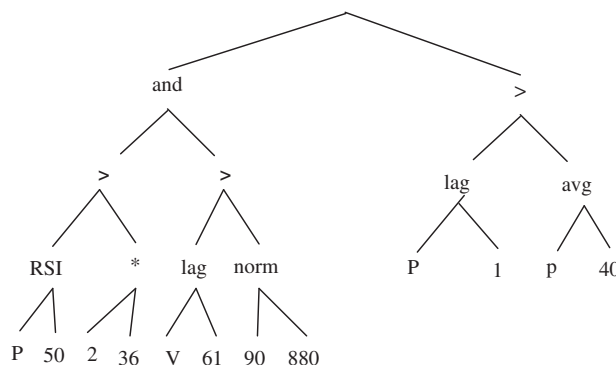 and >
> > lag avg
RSI * lag norm P 1 p 40
P 50 2 36 V 61 90 880